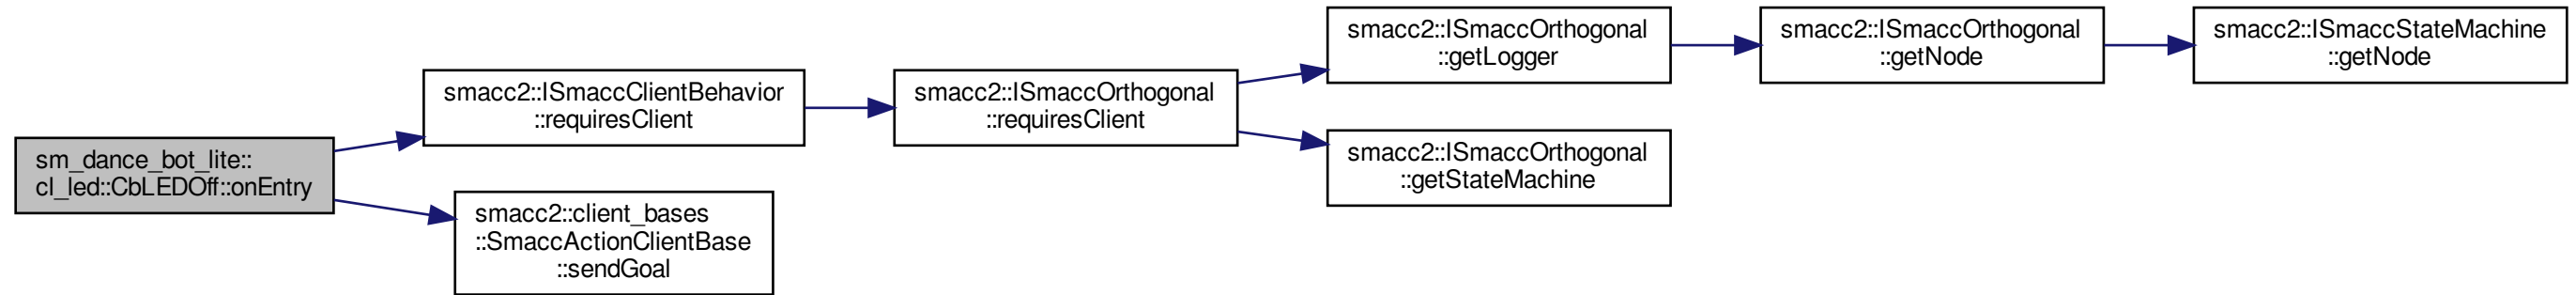 sm_dance_bot_lite::
cl_led::CbLEDOff::onEntry
smacc2::ISmaccClientBehavior
::requiresClient
smacc2::client_bases
::SmaccActionClientBase
::sendGoal
smacc2::ISmaccOrthogonal
::requiresClient
smacc2::ISmaccOrthogonal
::getLogger
smacc2::ISmaccOrthogonal
::getStateMachine
smacc2::ISmaccOrthogonal
::getNode
smacc2::ISmaccStateMachine
::getNode